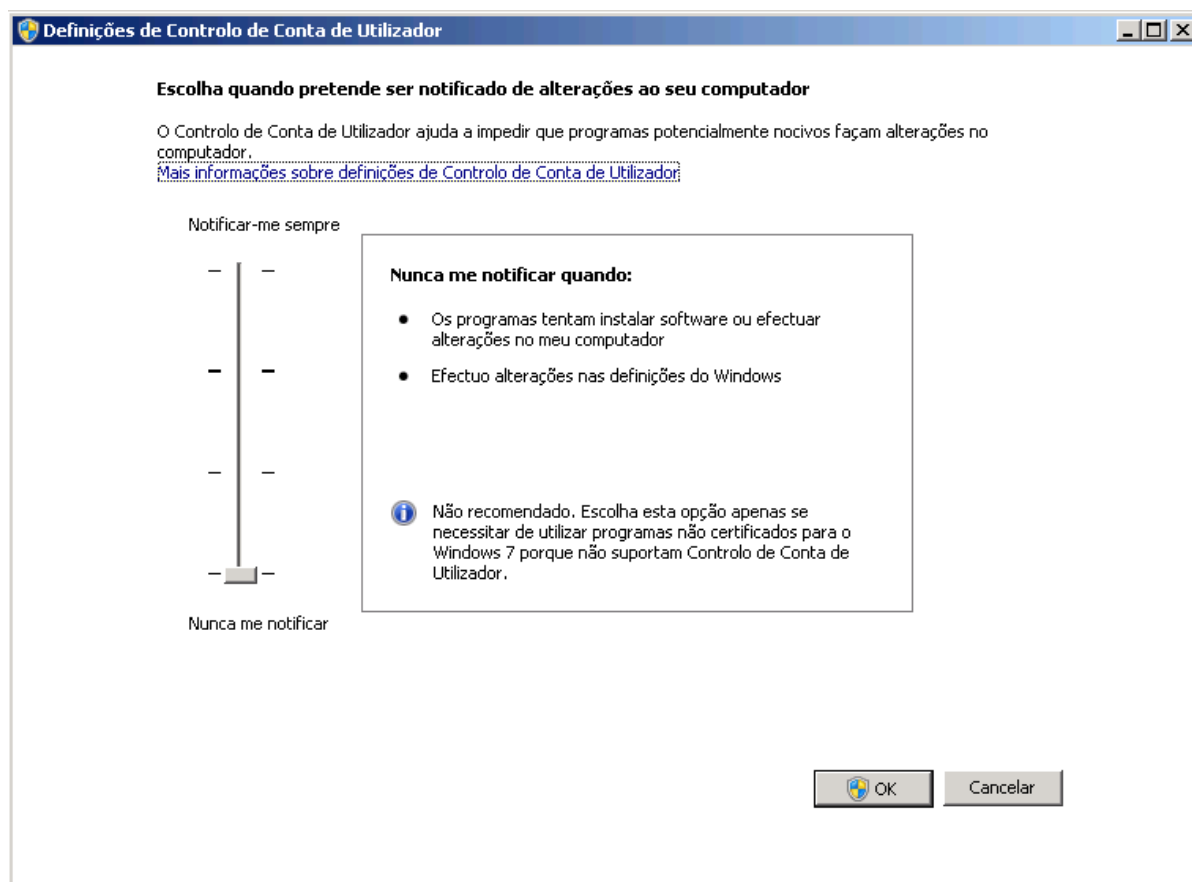 Definições de Controlo de Conta de Utilizador
Escolha quando pretende ser notificado de alterações ao seu computador
O Controlo de Conta de Utilizador ajuda a impedir que programas potencialmente nocivos façam alterações no
computador.
Mais informações sobre definições de Controlo de Conta de Utilizador
Notificar-me sempre
Nunca me notificar quando:
Os programas tentam instalar software ou efectuar
alterações no meu computador
Efectuo alterações nas definições do Windows
Não recomendado. Escolha esta opção apenas se
necessitar de utilizar programas não certificados para o
Windows 7 porque não suportam Controlo de Conta de
Utilizador.
Nunca me notificar
OK
Cancelar